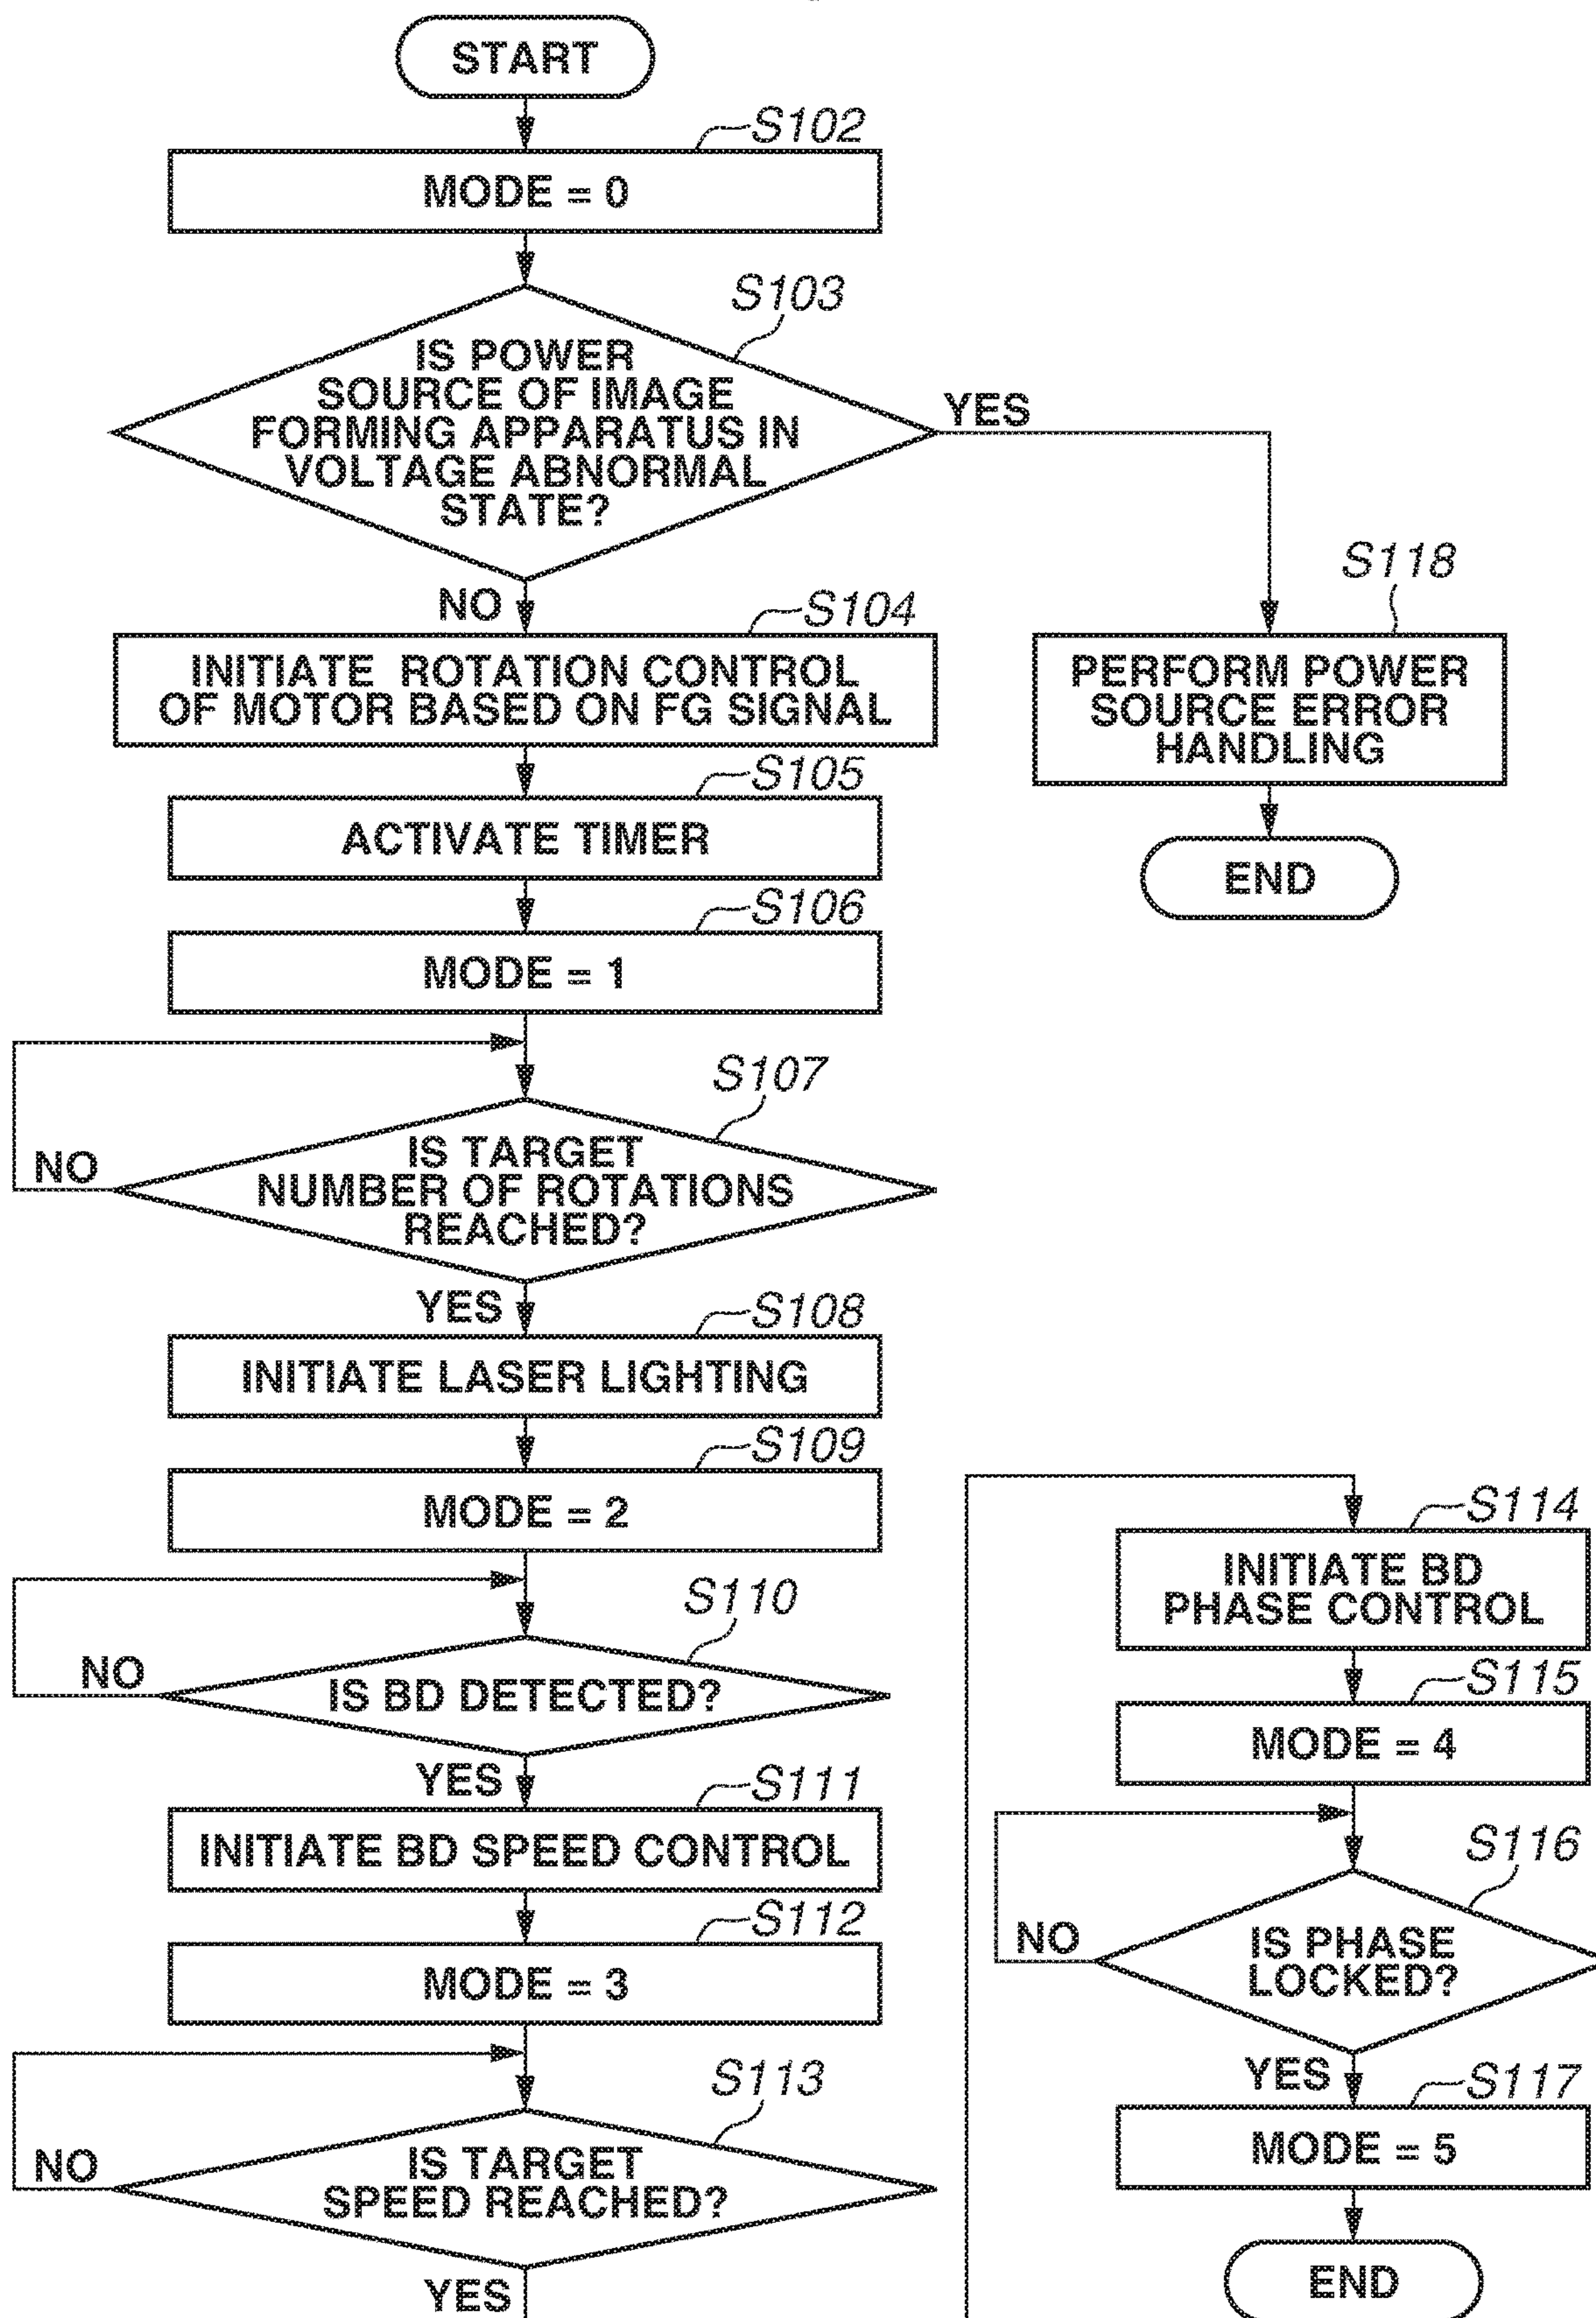 START
S102
MODE = 0
S103
IS POWER
SOURCE OF IMAGE
FORMING APPARATUS IN
VOLTAGE ABNORMAL
STATE?
YES
NO
S104
INITIATE ROTATION CONTROL
OF MOTOR BASED ON FG SIGNAL
S118
PERFORM POWER
SOURCE ERROR
HANDLING
END
S105
ACTIVATE TIMER
S106
MODE = 1
S107
IS TARGET
NUMBER OF ROTATIONS
REACHED?
NO
YES
S108
INITIATE LASER LIGHTING
S109
MODE = 2
S110
IS BD DETECTED?
NO
YES
S111
INITIATE BD SPEED CONTROL
S112
MODE = 3
S113
IS TARGET
SPEED REACHED?
NO
YES
S114
INITIATE BD
PHASE CONTROL
S115
MODE = 4
S116
IS PHASE
LOCKED?
NO
YES
S117
MODE = 5
END